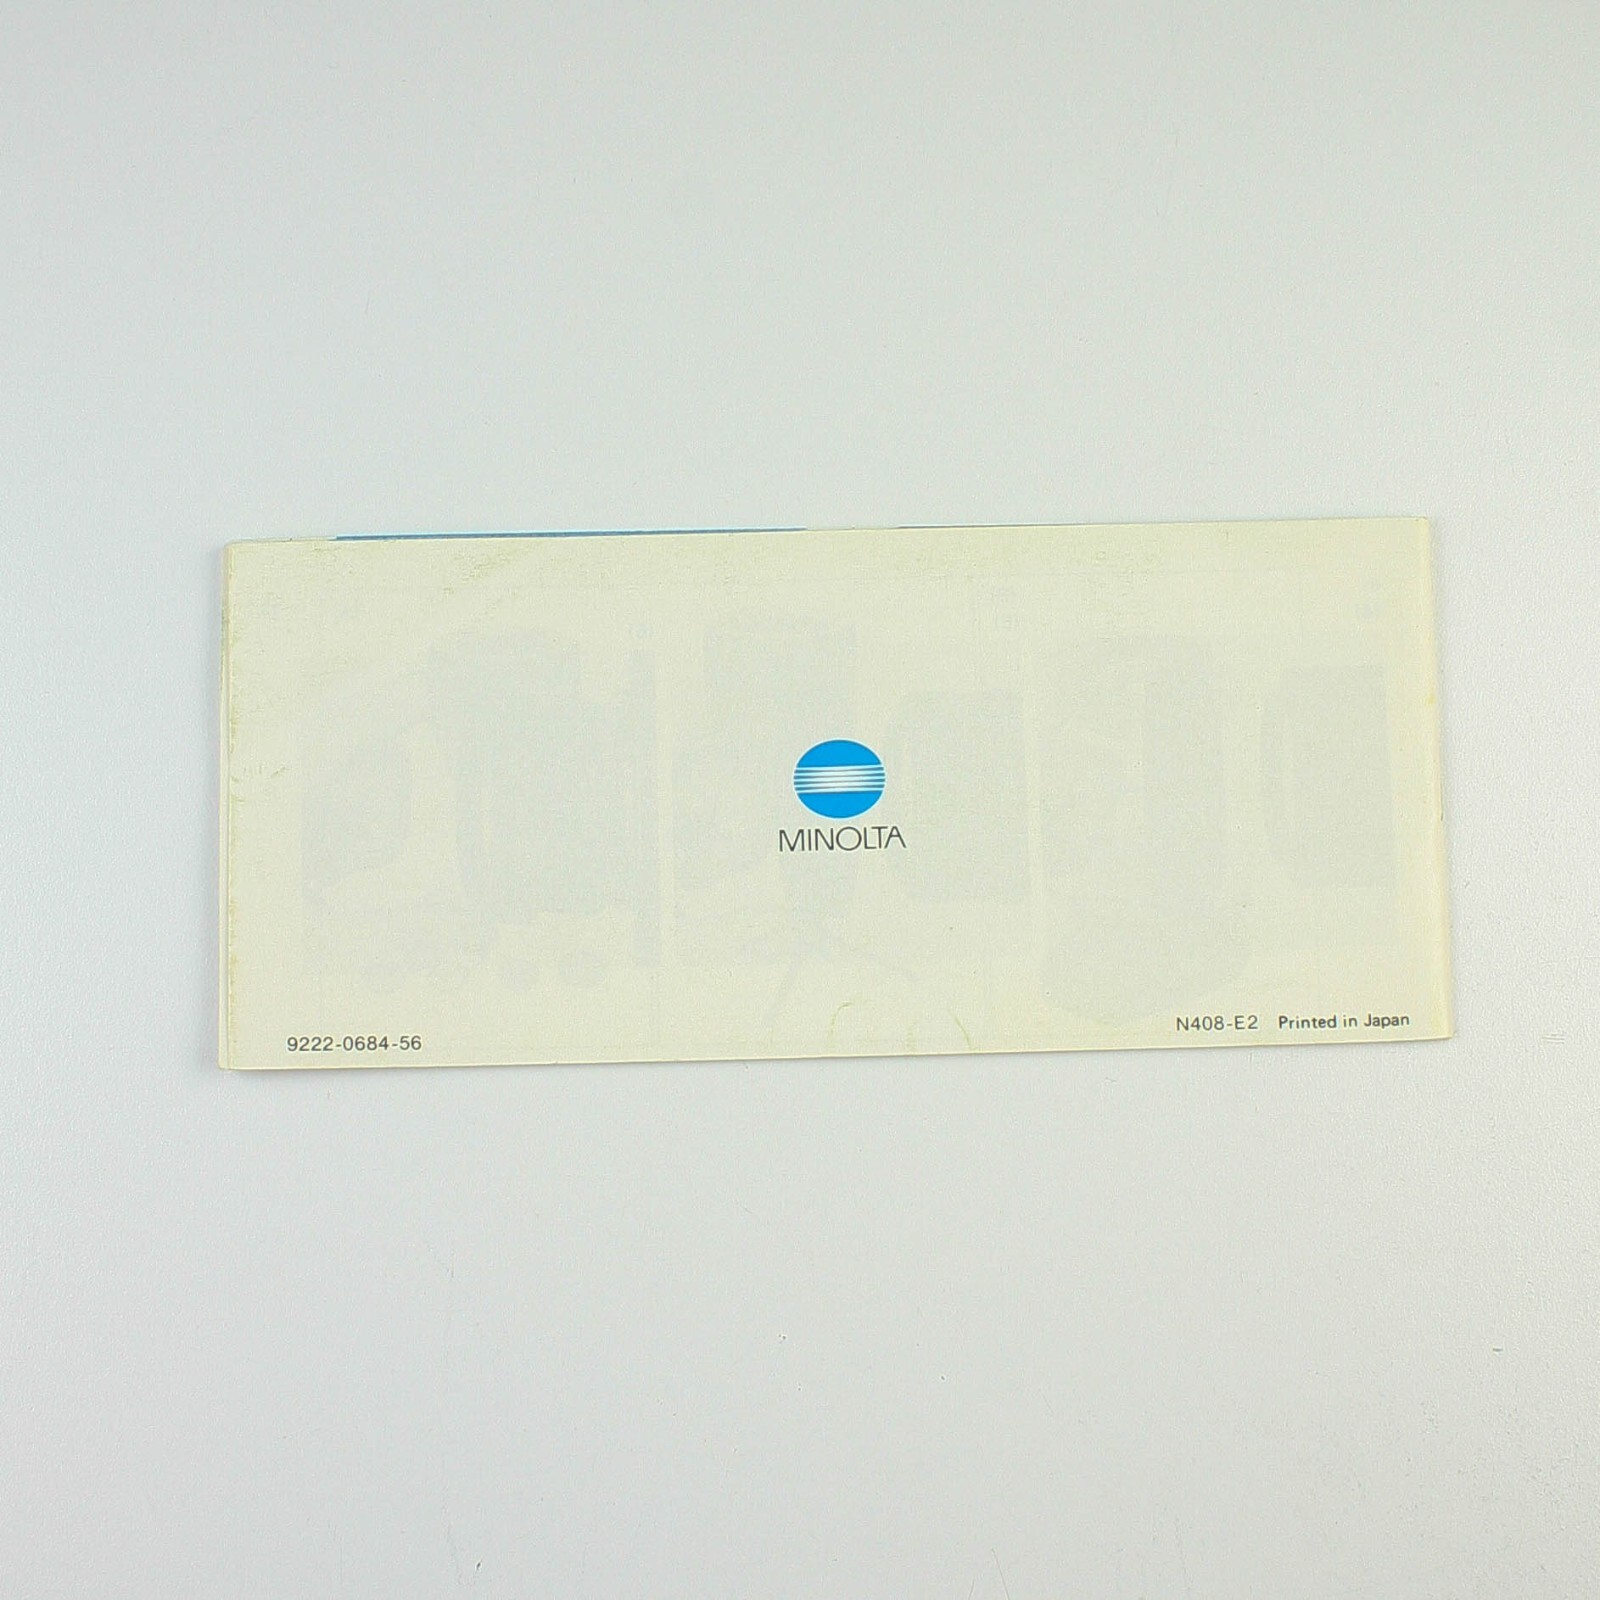 MINOLTA
9222-0684-56
N408-E2 Printed in Japan